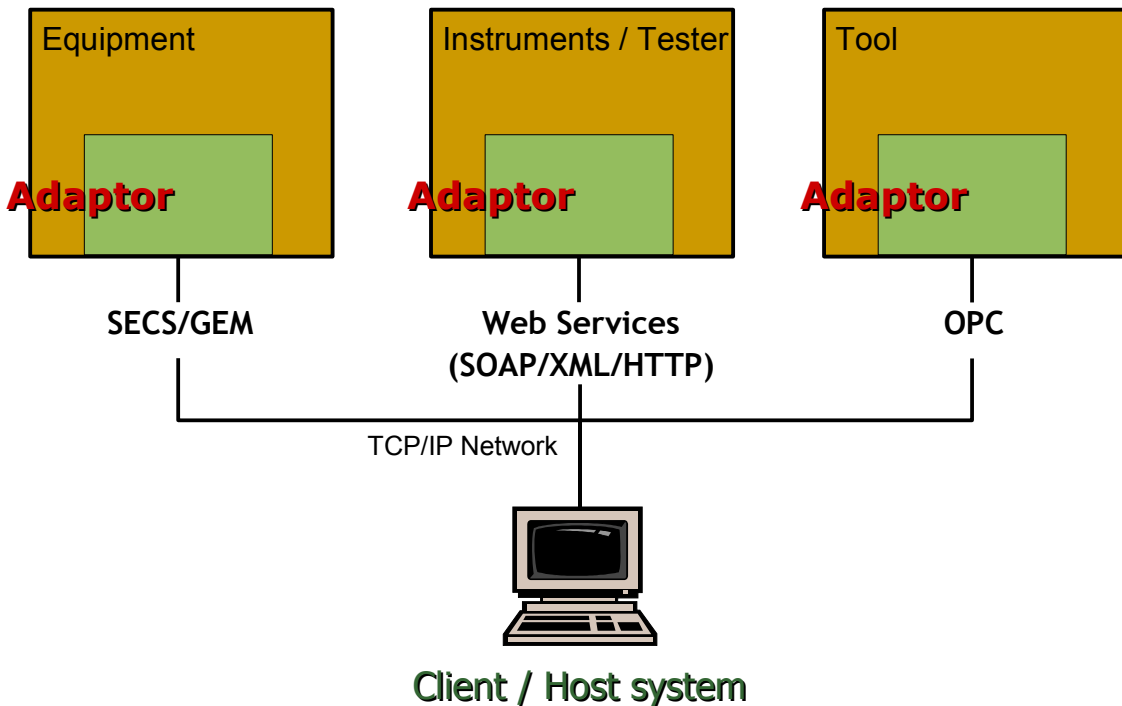 Equipment
Instruments / Tester
Tool
Adaptor
Adaptor
Adaptor
SECS/GEM
Web Services
(SOAP/XML/HTTP)
OPC
TCP/IP Network
Client / Host system